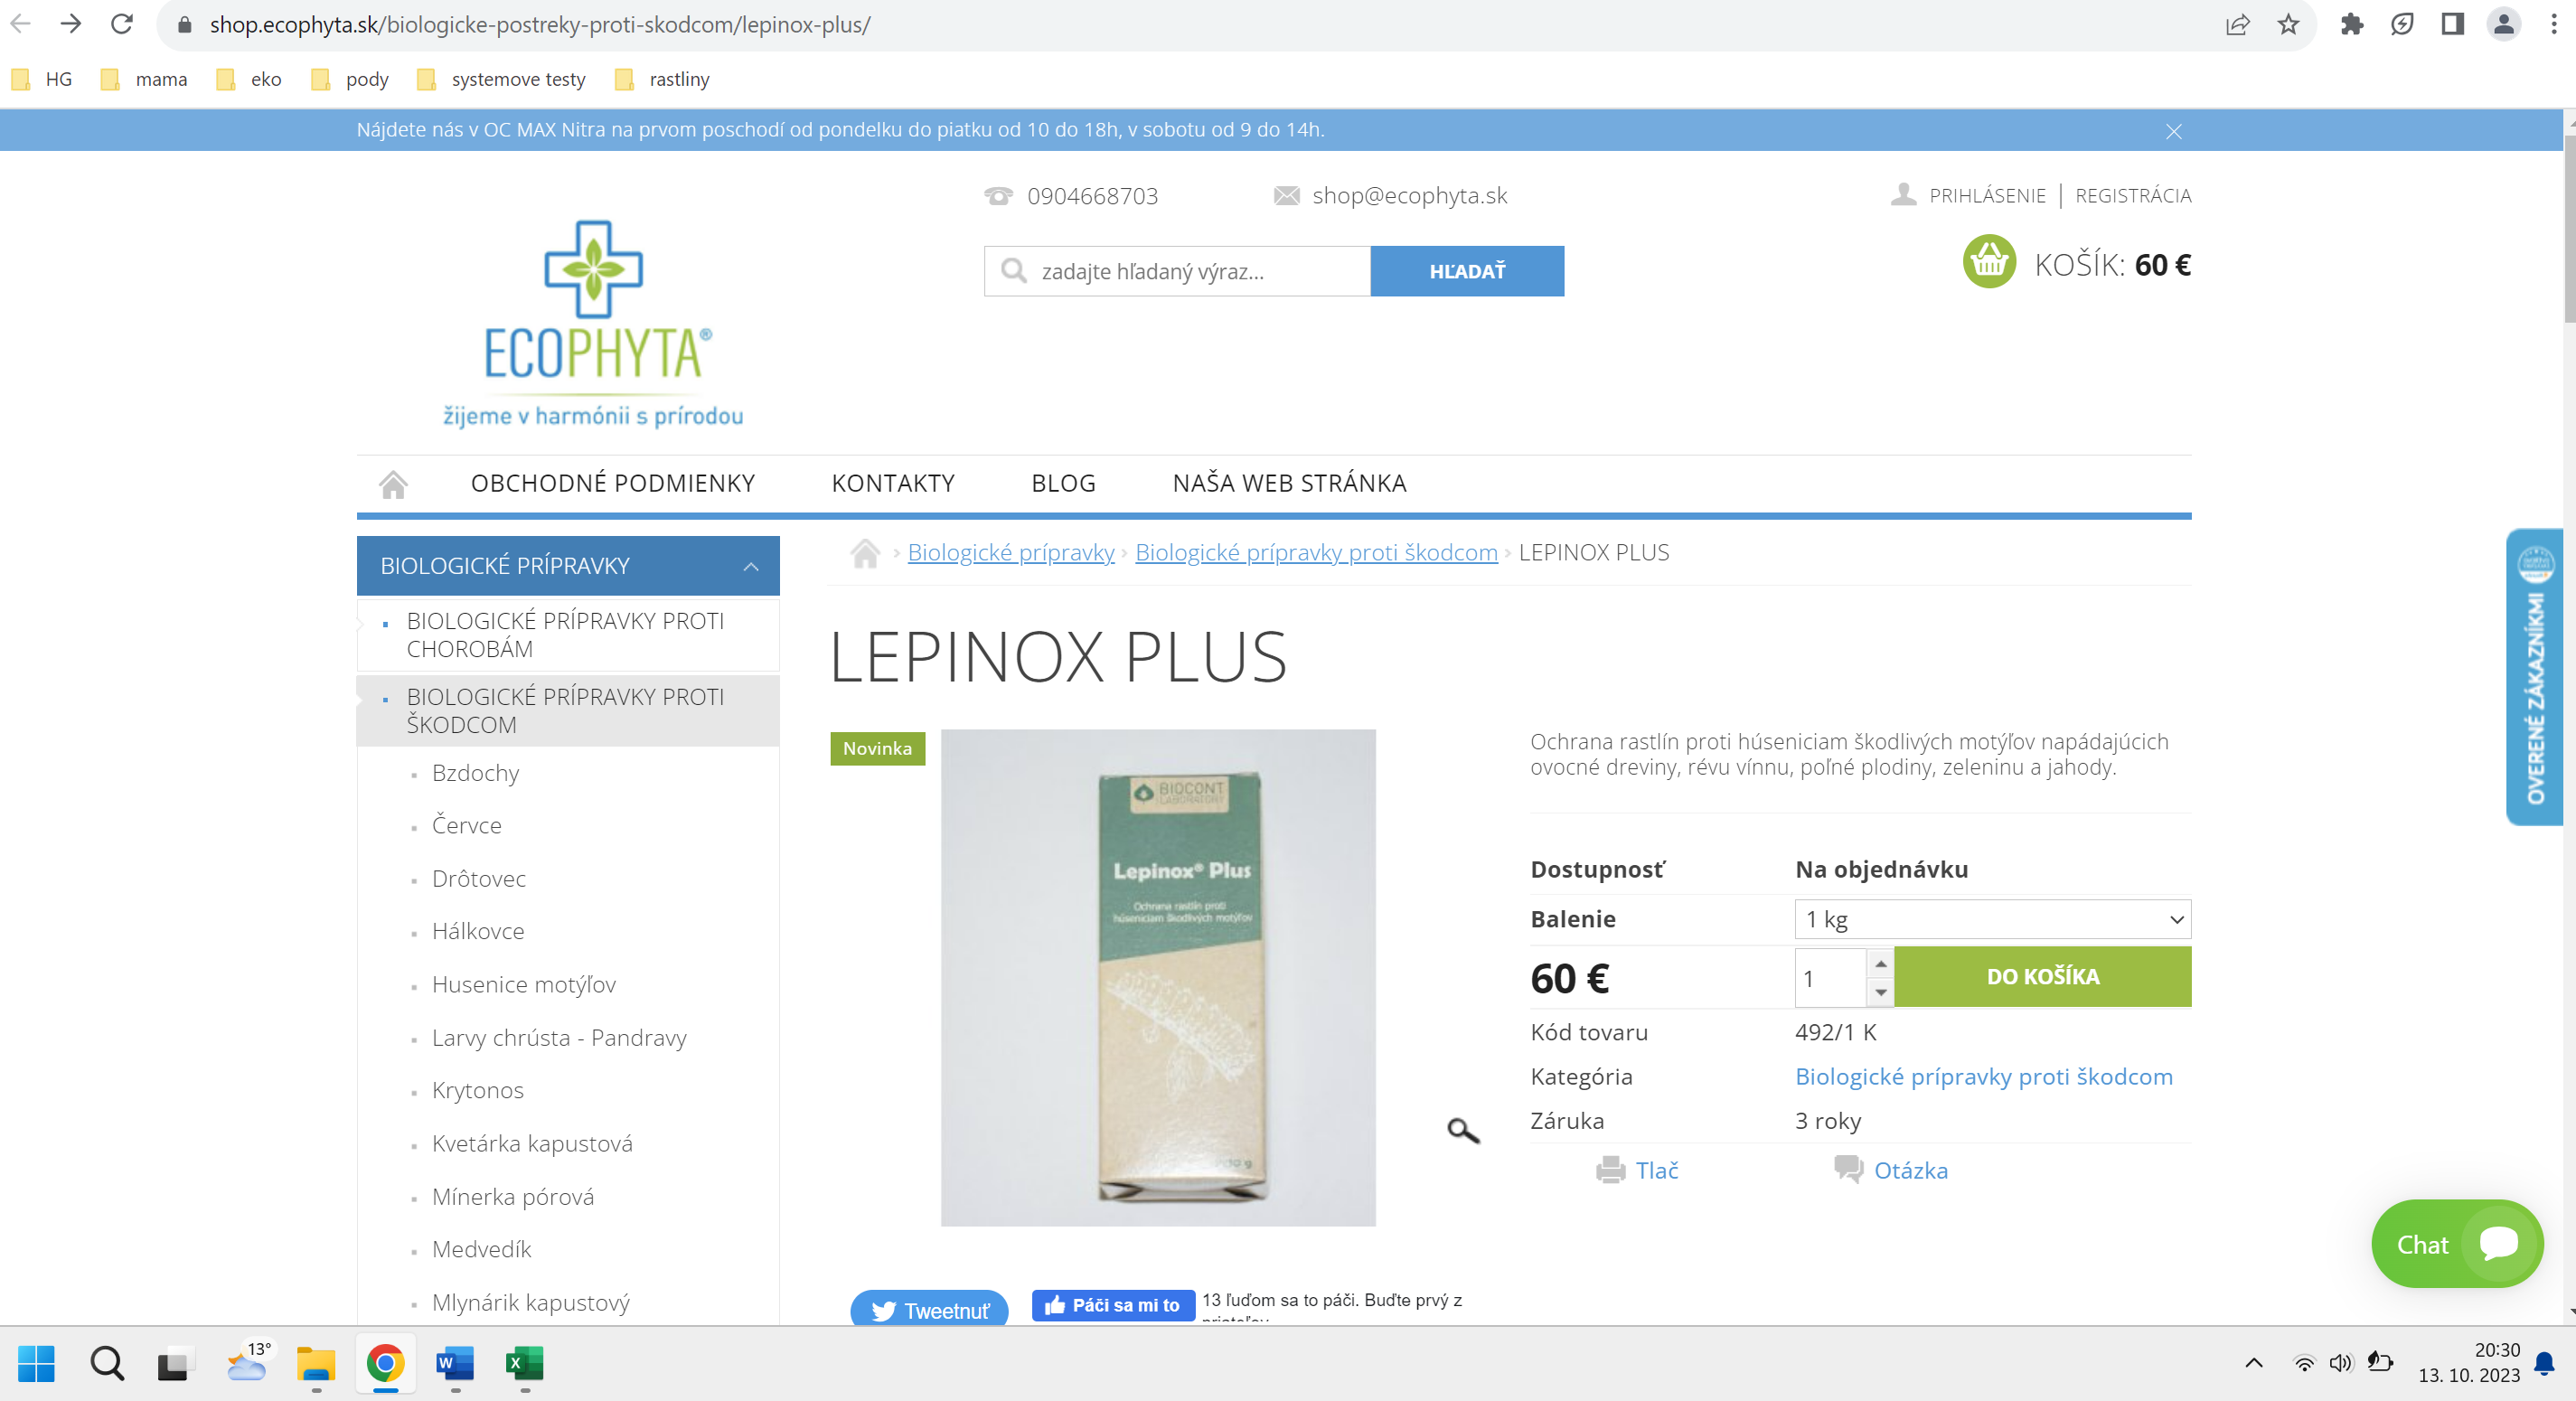 shop.ecophyta.sk/biologicke-postreky-proti-skodcom/lepinox-plus/
HG
mama
eko
pody
systemove testy
rastliny
Nájdete nás v OC MAX Nitra na prvom poschodí od pondelku do piatku od 10 do 18h, v sobotu od 9 do 14h.
0904668703
shop@ecophyta.sk
PRIHLÁSENIE | REGISTRÁCIA
zadajte hľadaný výraz...
HĽADAŤ
KOŠÍK: 60 €
ECOPHYTA®
žijeme v harmónii s prírodou
OBCHODNÉ PODMIENKY
KONTAKTY
BLOG
NAŠA WEB STRÁNKA
BIOLOGICKÉ PRÍPRAVKY
BIOLOGICKÉ PRÍPRAVKY PROTI
CHOROBÁM
BIOLOGICKÉ PRÍPRAVKY PROTI
ŠKODCOM
Bzdochy
Červce
Drôtovec
Hálkovce
Husenice motýľov
Larvy chrústa - Pandravy
Krytonos
Kvetárka kapustová
Mínerka pórová
Medvedík
Mlynárik kapustový
Biologické prípravky › Biologické prípravky proti škodcom › LEPINOX PLUS
LEPINOX PLUS
Novinka
BIOCONT
LABORATORY
Lepinox® Plus
Ochrana rastlín proti
húseniciam škodlivých motýľov
Ochrana rastlín proti húseniciam škodlivých motýľov napádajúcich
ovocné dreviny, révu vínnu, poľné plodiny, zeleninu a jahody.
Dostupnosť
Na objednávku
Balenie
1 kg
60 €
1
DO KOŠÍKA
Kód tovaru
492/1 K
Kategória
Biologické prípravky proti škodcom
Záruka
3 roky
Tlač
Otázka
OVERENÉ ZÁKAZNÍKMI
Chat
Tweetnuť
Páči sa mi to
13 ľuďom sa to páči. Buďte prvý z
13°
20:30
13. 10. 2023